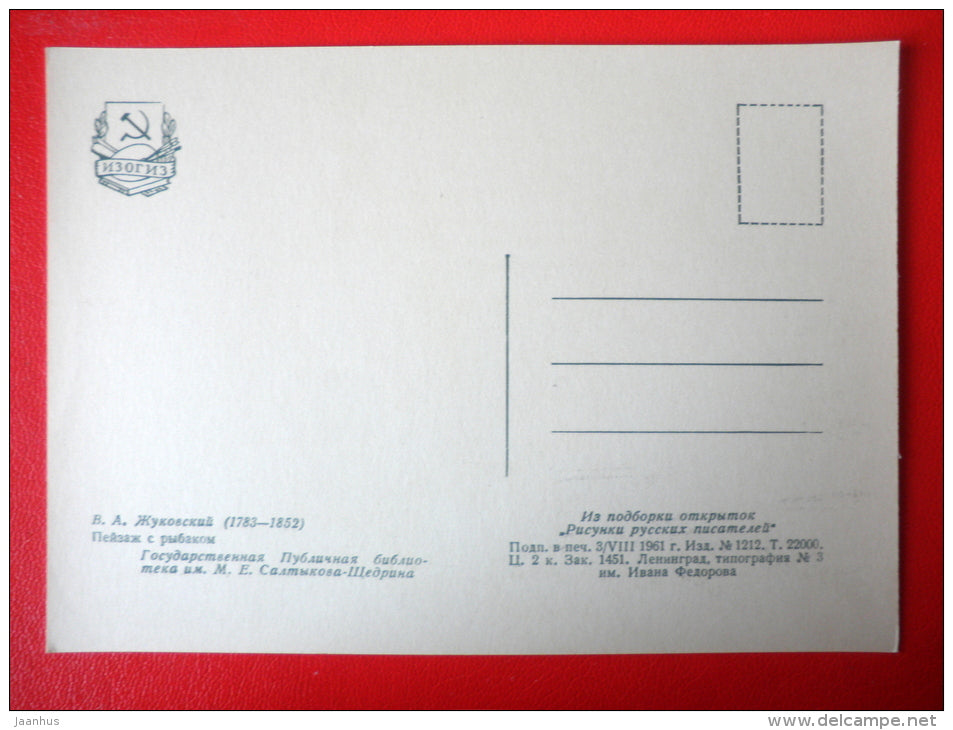 ИЗОГИЗ
В. А. Жуковский (1783—1852)
Пейзаж с рыбаком
Государственная Публичная библио-
тека им. М. Е. Салтыкова-Щедрина
Из подборки открыток
„Рисунки русских писателей"
Подп. в печ. 3/VIII 1961 г. Изд. № 1212. Т. 22000.
Ц. 2 к. Зак. 1451. Ленинград, типография № 3
им. Ивана Федорова
Jaanhus
www.delcampe.net